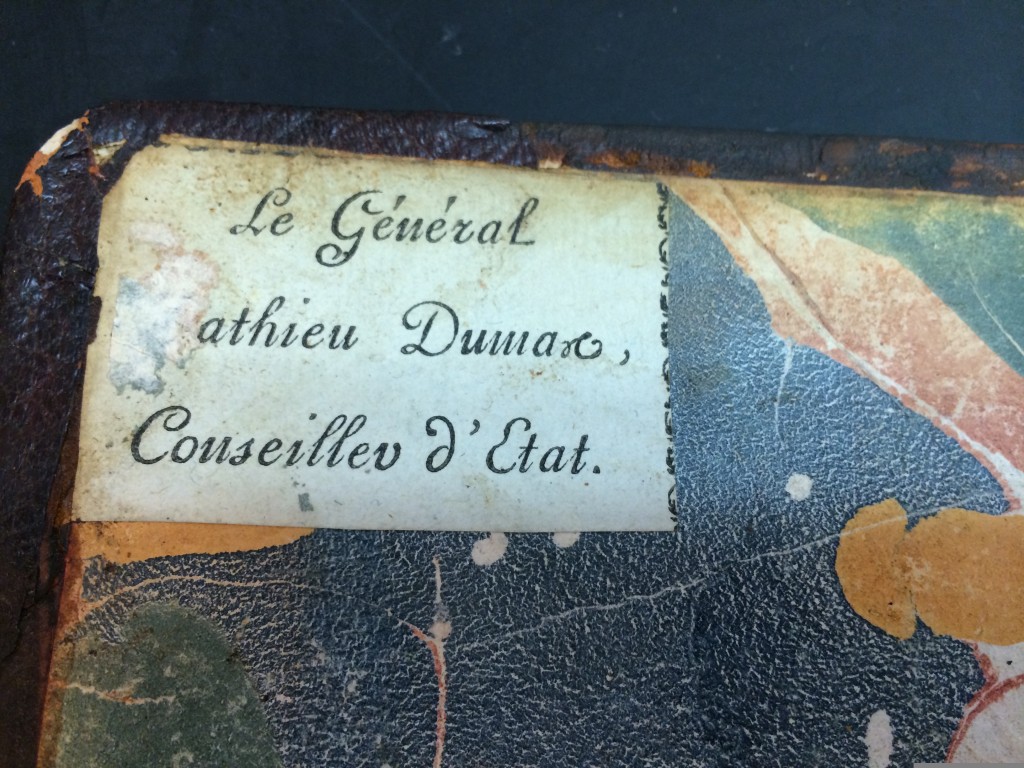 Le Général
athieu Dumas,
Conseiller d'Etat.